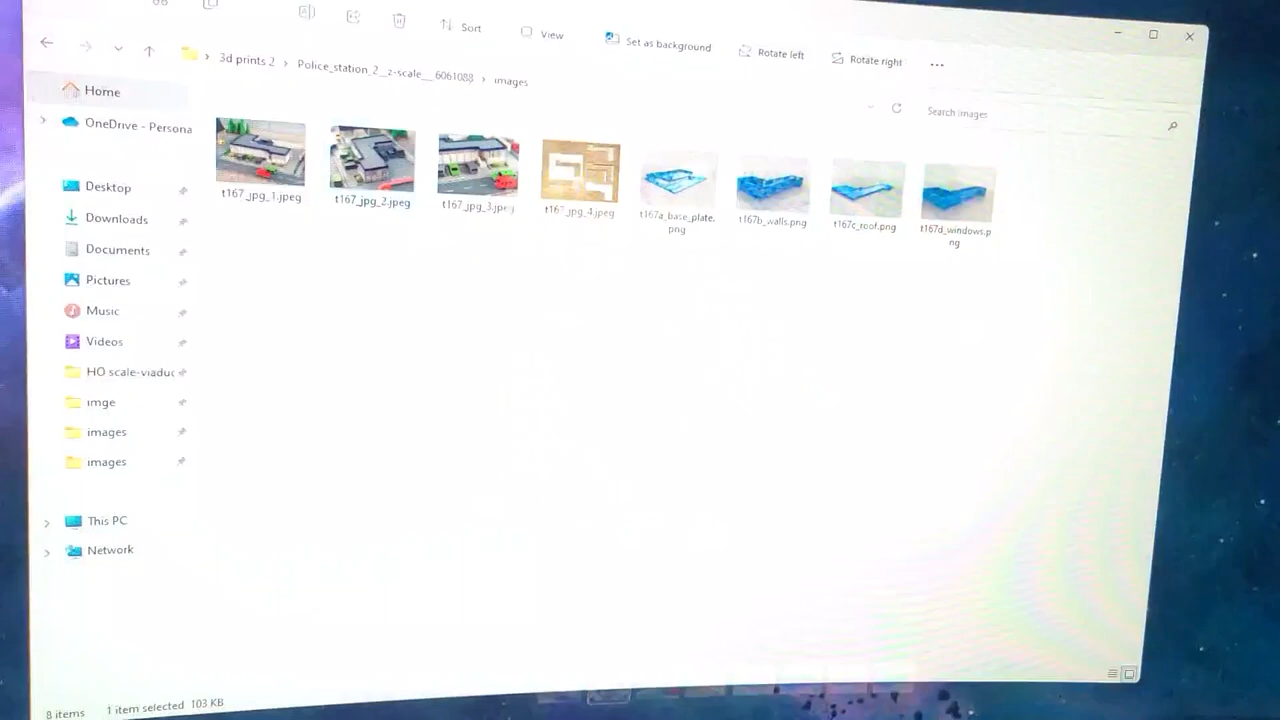 Sort
View
Set as background
Rotate left
Rotate right
...
3d prints 2 › Police_station_2__z-scale__6061088 › images
Search images
Home
OneDrive - Persona
Desktop
Downloads
Documents
Pictures
Music
Videos
HO scale-viaduc
imge
images
images
This PC
Network
t167_jpg_1.jpeg
t167_jpg_2.jpeg
t167_jpg_3.jpeg
t167_jpg_4.jpeg
t167a_base_plate.
png
t167b_walls.png
t167c_roof.png
t167d_windows.p
ng
8 items
1 item selected 103 KB